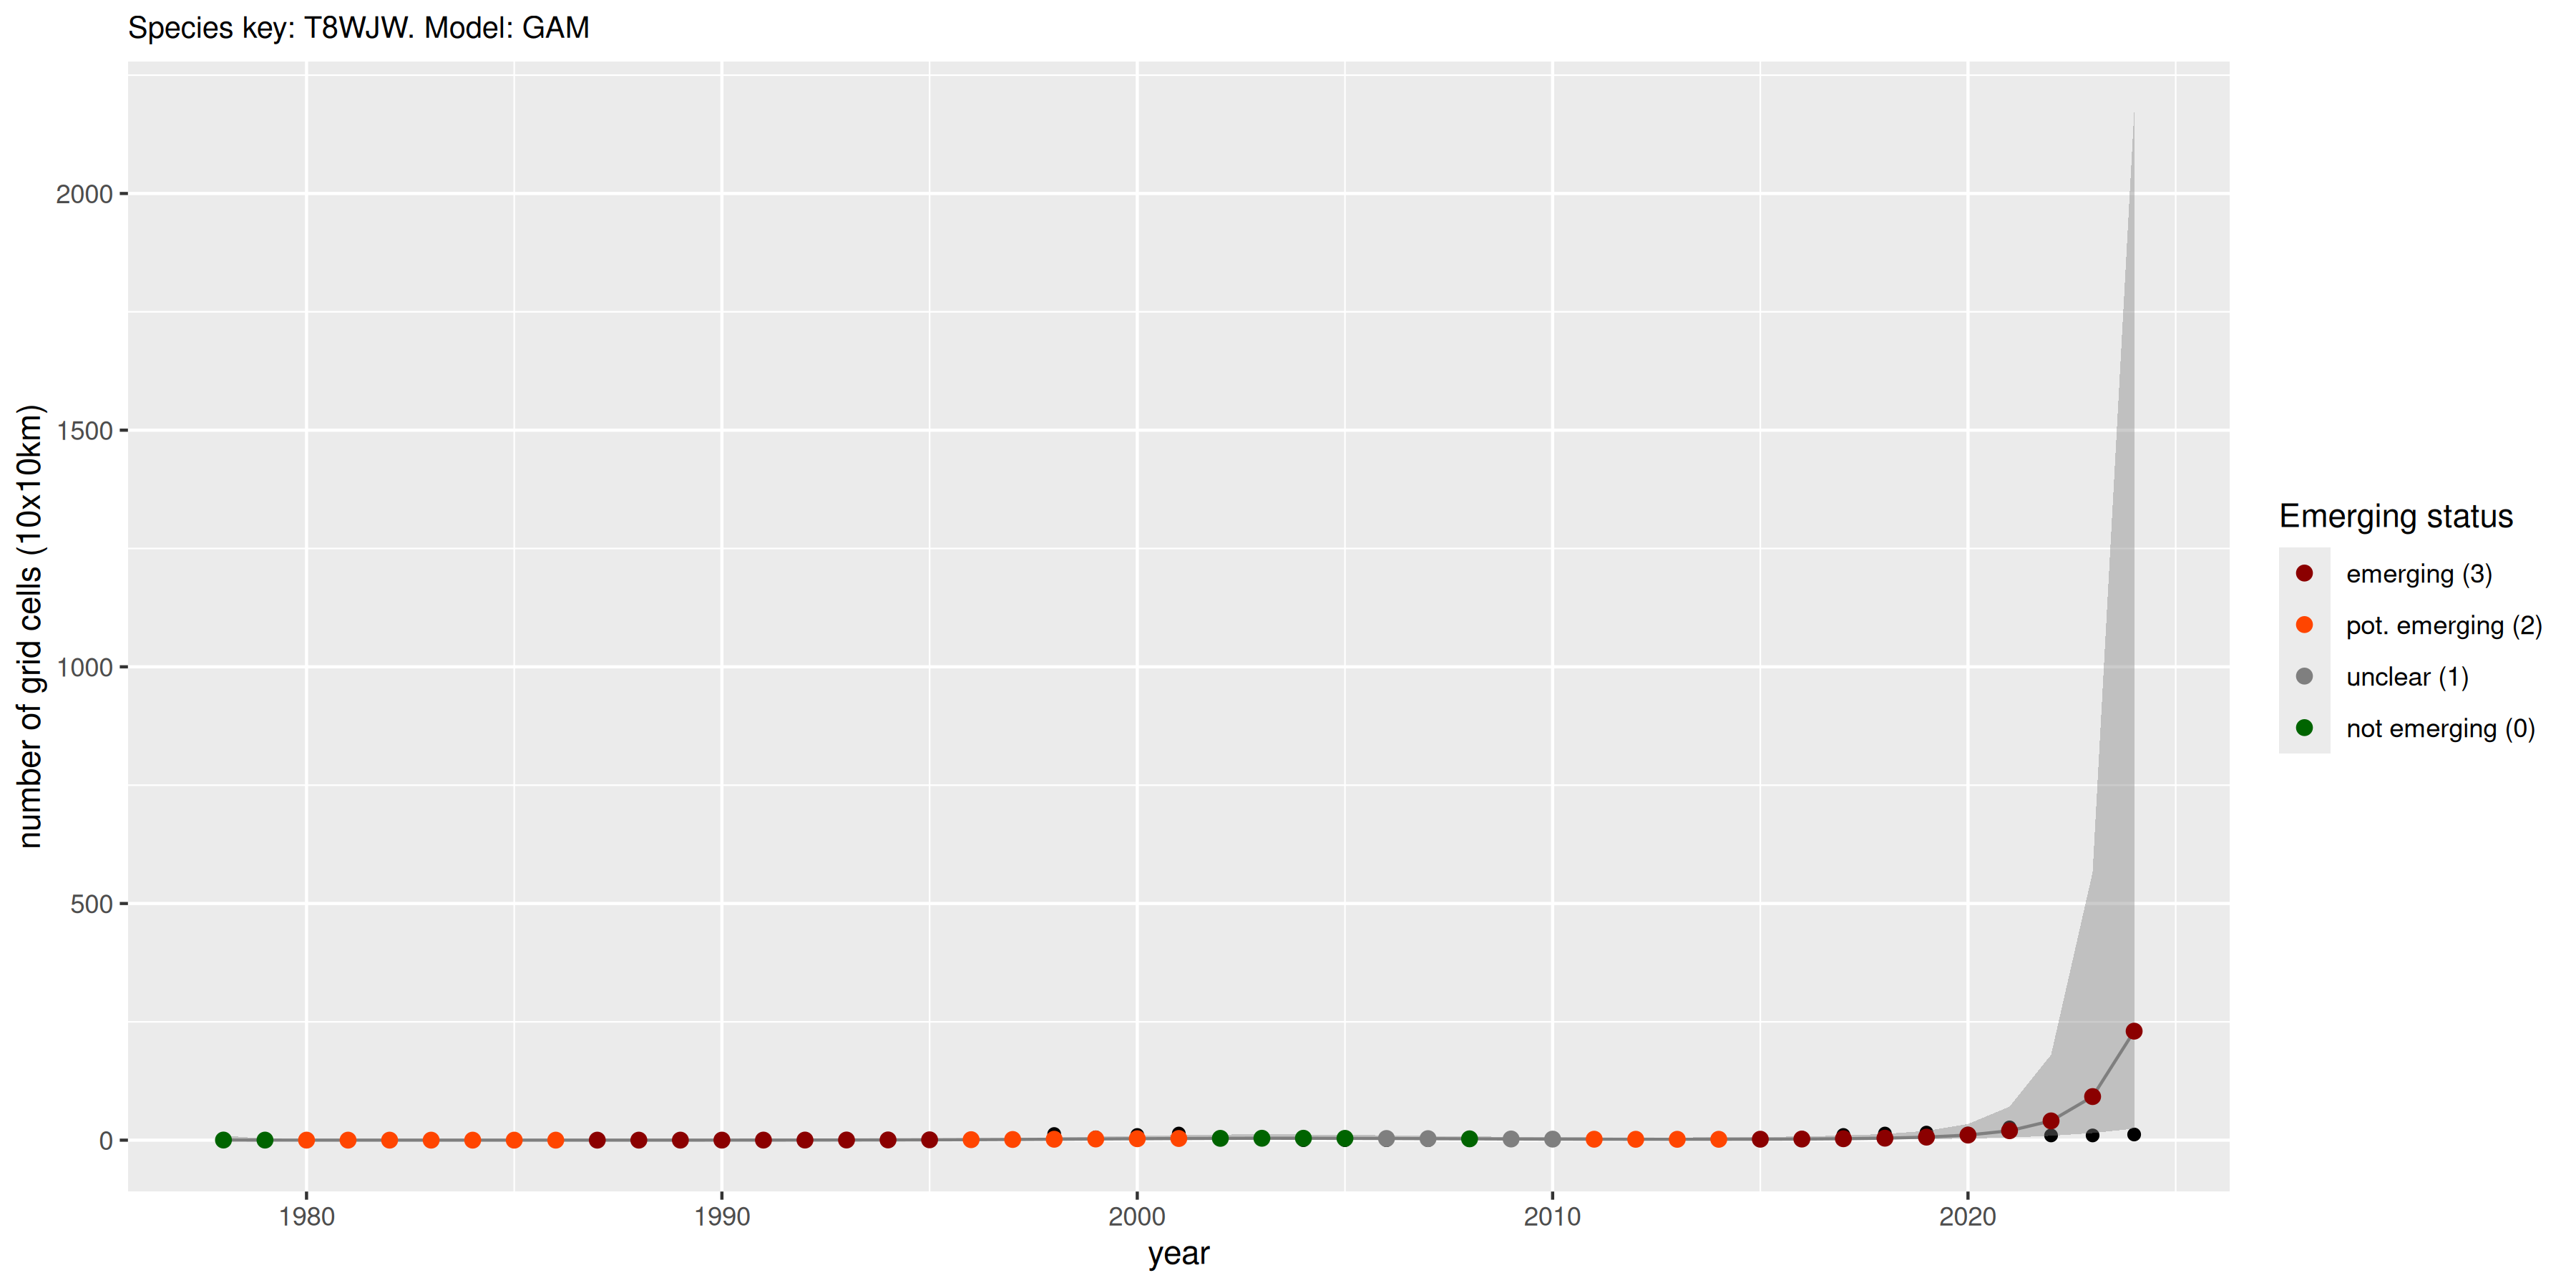 Species key: T8WJW. Model: GAM
number of grid cells (10x10km)
2000
1500
1000
500
0
1980 1990 2000 2010 2020
year
Emerging status
emerging (3)
pot. emerging (2)
unclear (1)
not emerging (0)